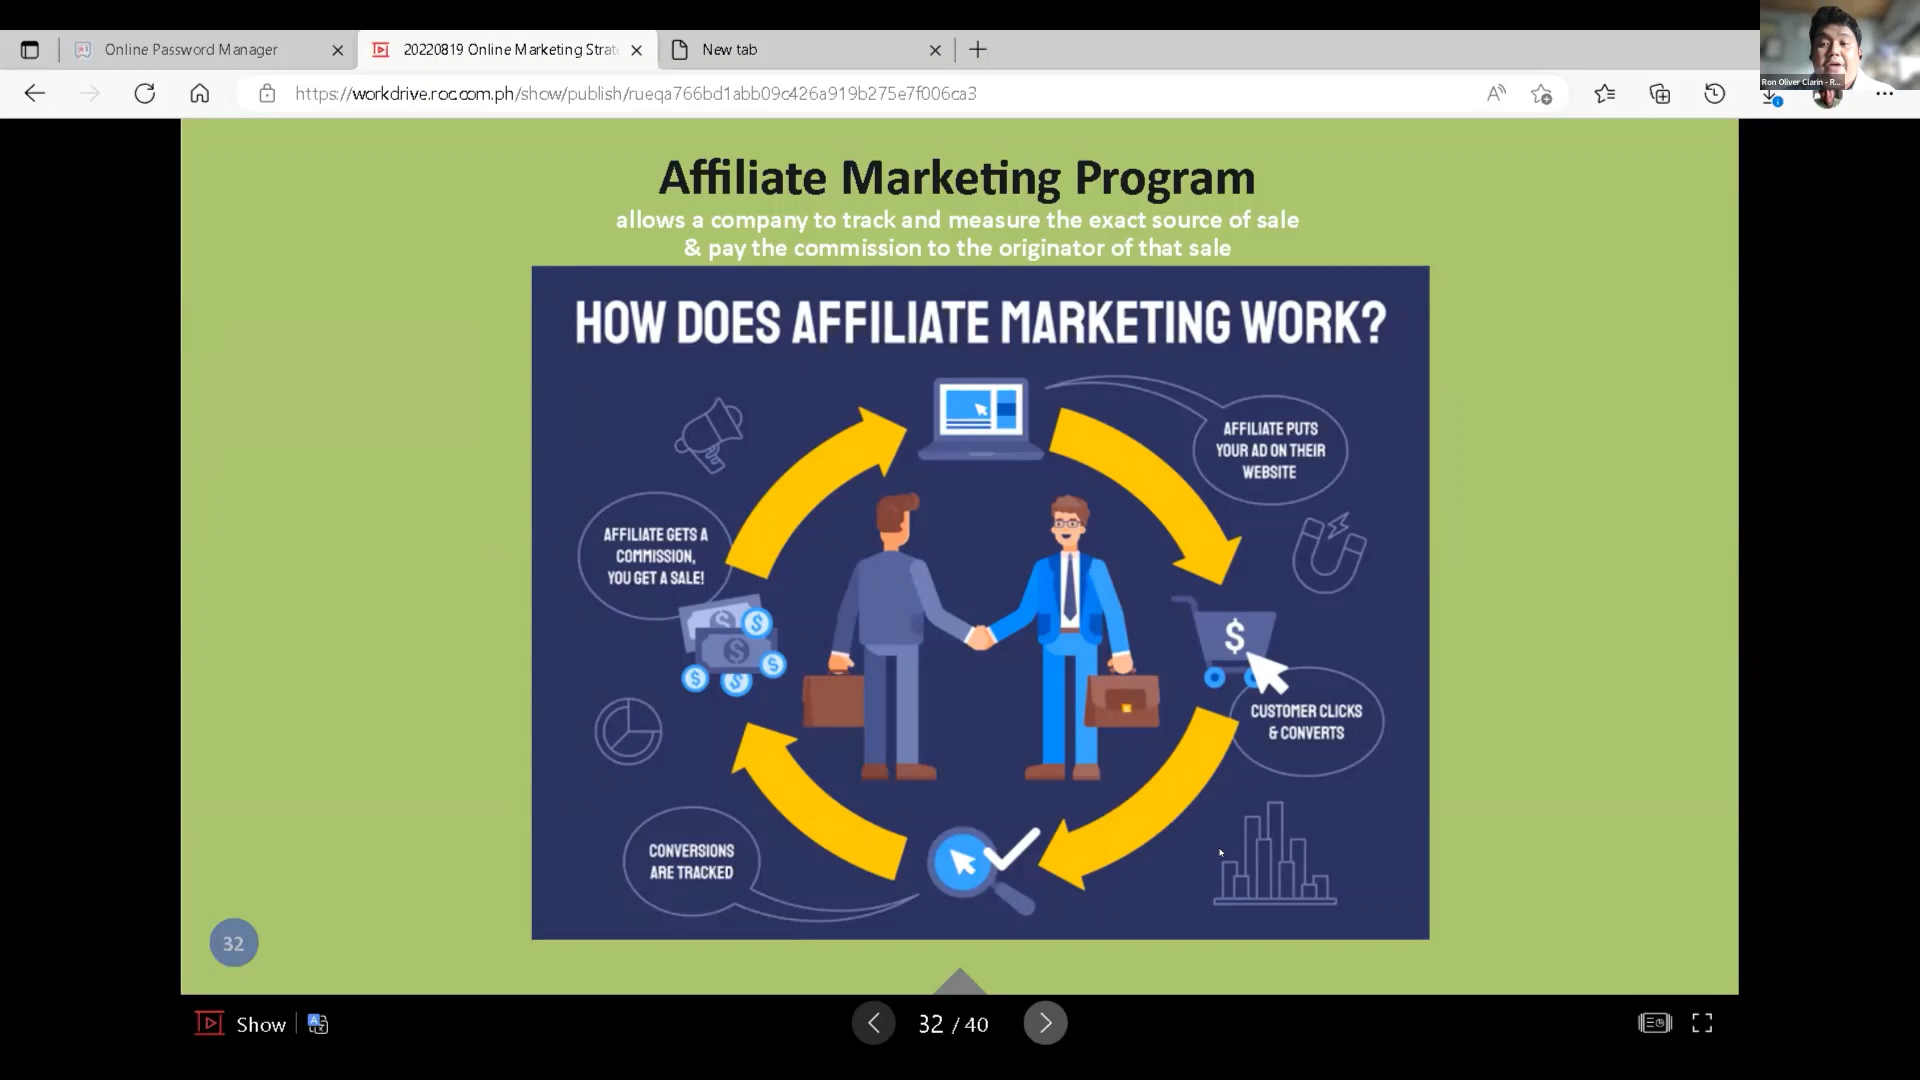 Online Password Manager
20220819 Online Marketing Strat
New tab
https://workdrive.roc.com.ph/show/publish/rueqa766bd1abb09c426a919b275e7f006ca3
Ron Oliver Clarin - R...
Affiliate Marketing Program
allows a company to track and measure the exact source of sale
& pay the commission to the originator of that sale
HOW DOES AFFILIATE MARKETING WORK?
AFFILIATE PUTS
YOUR AD ON THEIR
WEBSITE
AFFILIATE GETS A
COMMISSION,
YOU GET A SALE!
CUSTOMER CLICKS
& CONVERTS
CONVERSIONS
ARE TRACKED
32
Show
32 / 40